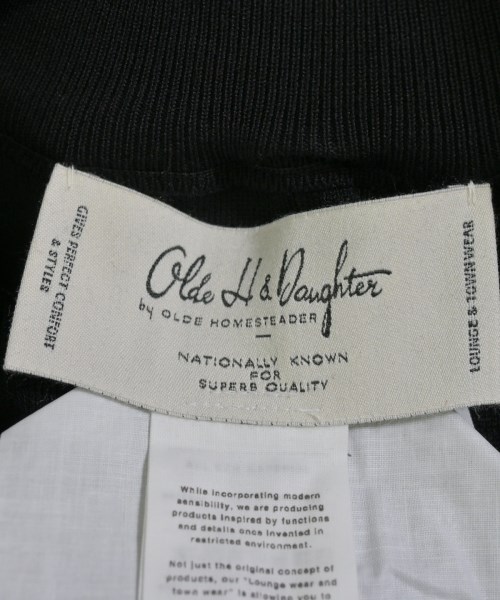 GIVES PERFECT COMFORT
& STYLES
Olde H & Daughter
by OLDE HOMESTEADER
NATIONALLY KNOWN
FOR
SUPERB QUALITY
LOUNGE & TOWN WEAR
While incorporating modern
sensibility, we are producing
products inspired by functions
and details once invented in
restricted environment.
Not just the original concept of
products, our "Lounge wear and
town wear" is allowing you to